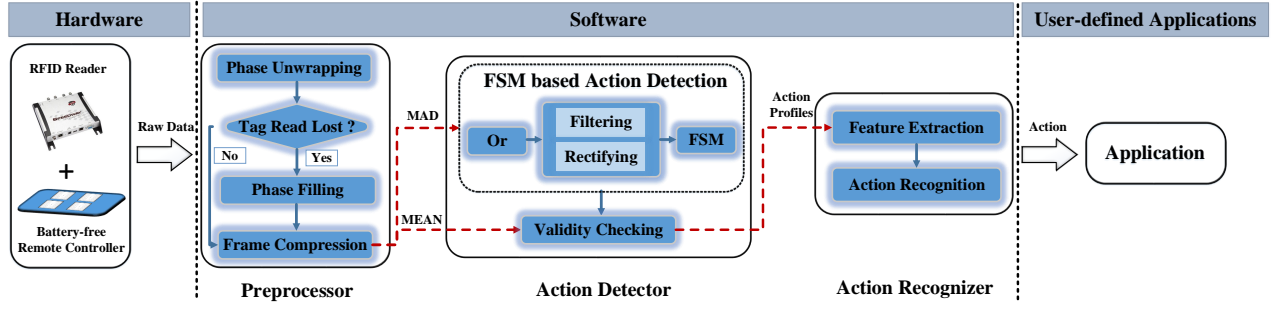 Hardware
Software
User-defined Applications
RFID Reader
+
Battery-free
Remote Controller
Raw Data
Phase Unwrapping
Tag Read Lost ?
No
Yes
Phase Filling
Frame Compression
Preprocessor
MAD
MEAN
FSM based Action Detection
Or
Filtering
Rectifying
FSM
Validity Checking
Action Detector
Action
Profiles
Feature Extraction
Action Recognition
Action Recognizer
Action
Application